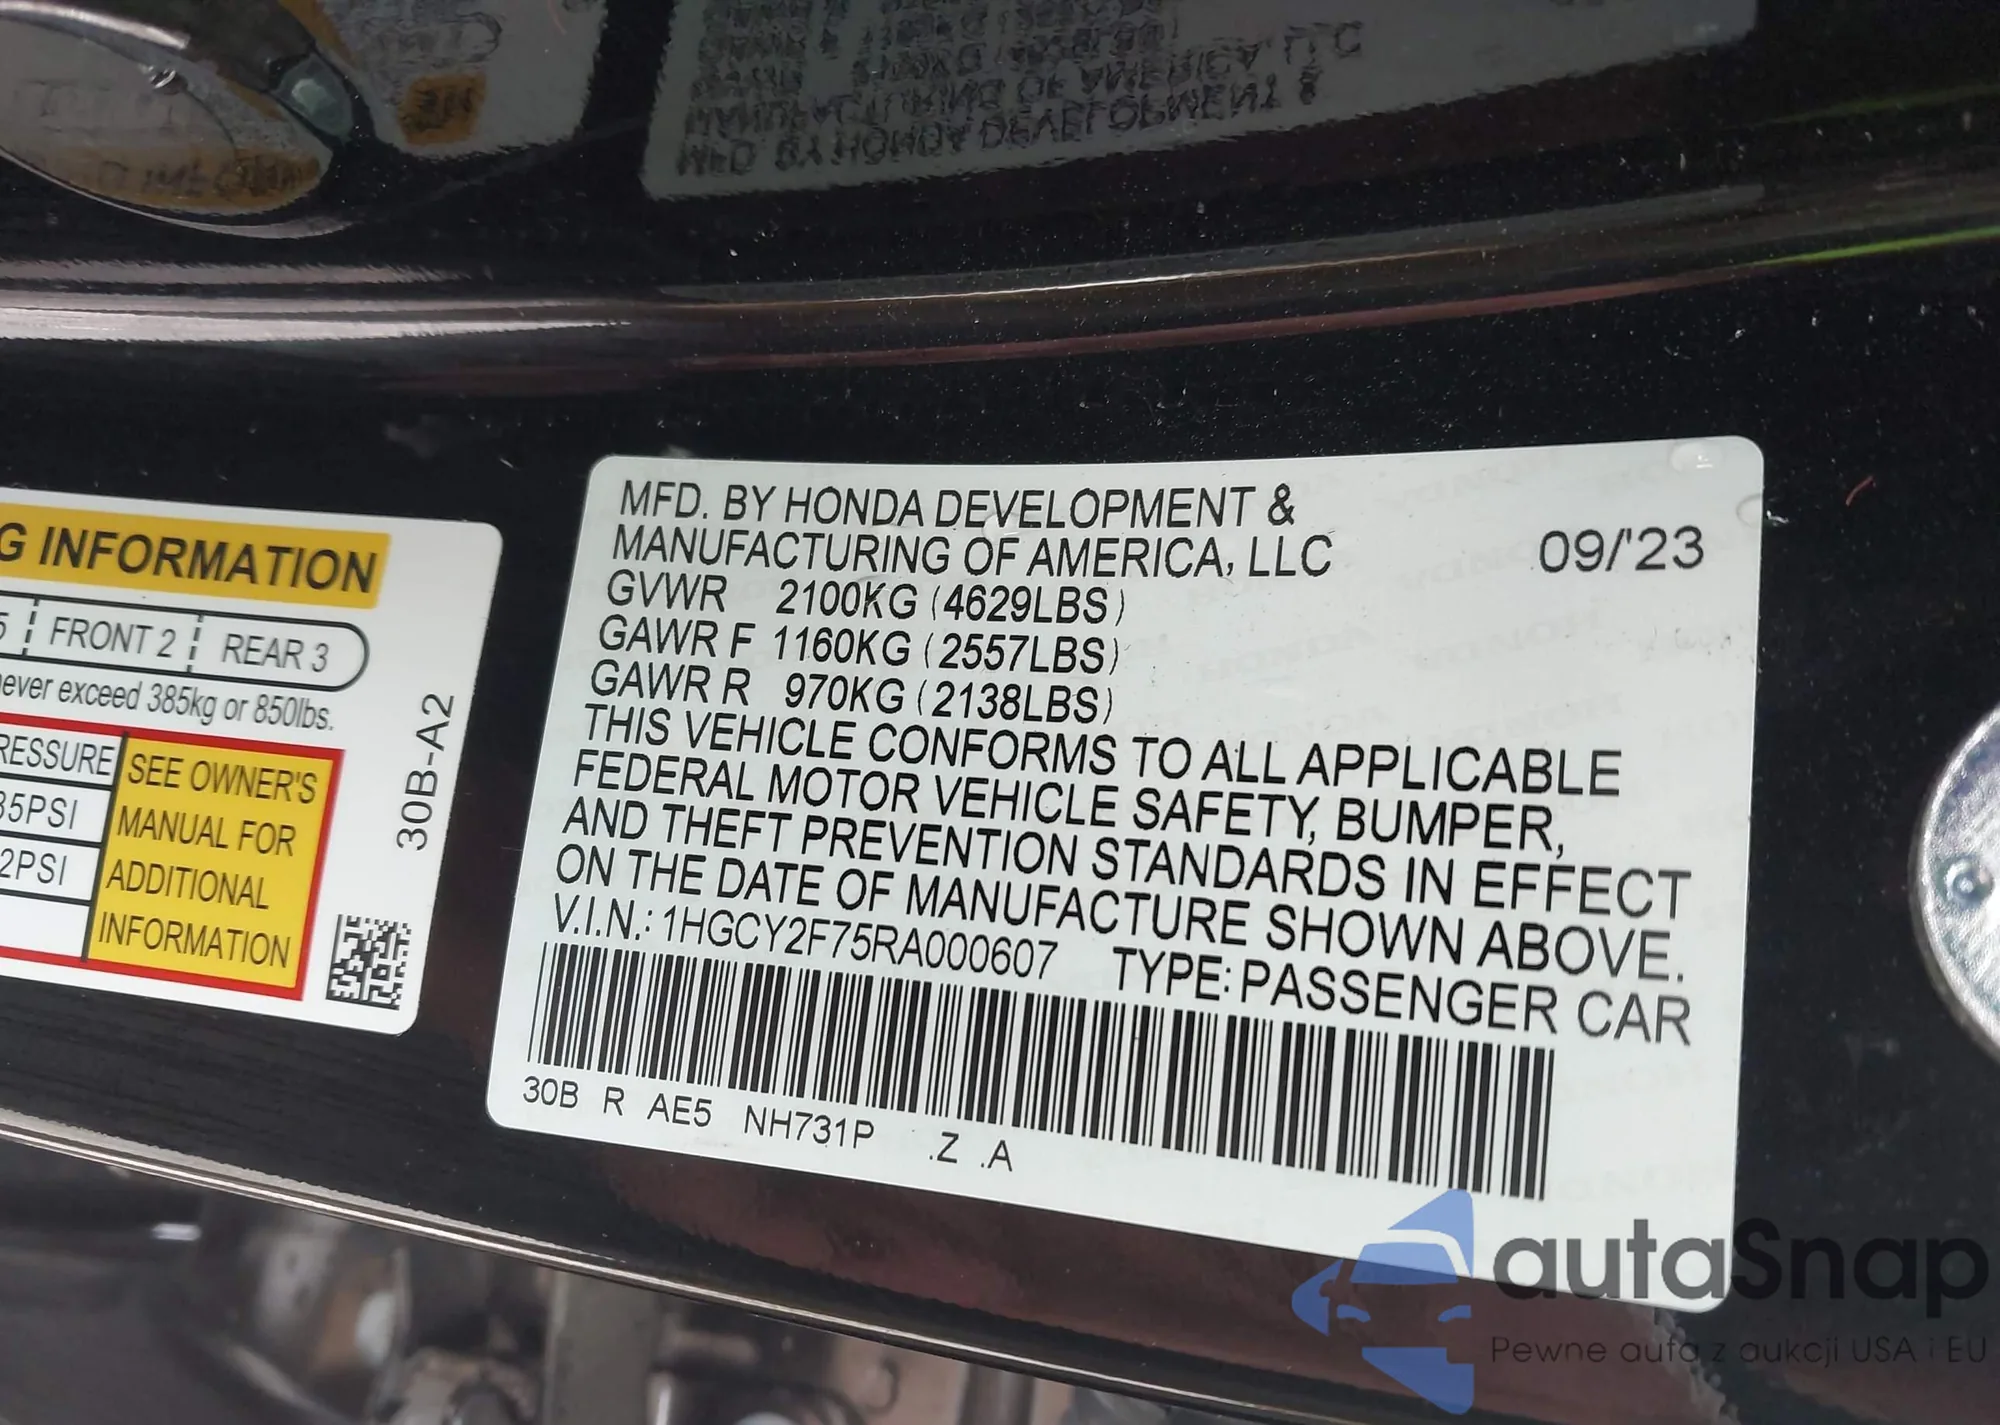 G INFORMATION
5 FRONT 2 REAR 3
never exceed 385kg or 850lbs.
RESSURE
35PSI
2PSI
SEE OWNER'S
MANUAL FOR
ADDITIONAL
INFORMATION
30B-A2
MFD. BY HONDA DEVELOPMENT &
MANUFACTURING OF AMERICA, LLC 09/'23
GVWR 2100KG (4629LBS)
GAWR F 1160KG (2557LBS)
GAWR R 970KG (2138LBS)
THIS VEHICLE CONFORMS TO ALL APPLICABLE
FEDERAL MOTOR VEHICLE SAFETY, BUMPER,
AND THEFT PREVENTION STANDARDS IN EFFECT
ON THE DATE OF MANUFACTURE SHOWN ABOVE.
V.I.N.: 1HGCY2F75RA000607 TYPE: PASSENGER CAR
30B R AE5 NH731P .Z .A
autaSnap
Pewne auta z aukcji USA i EU